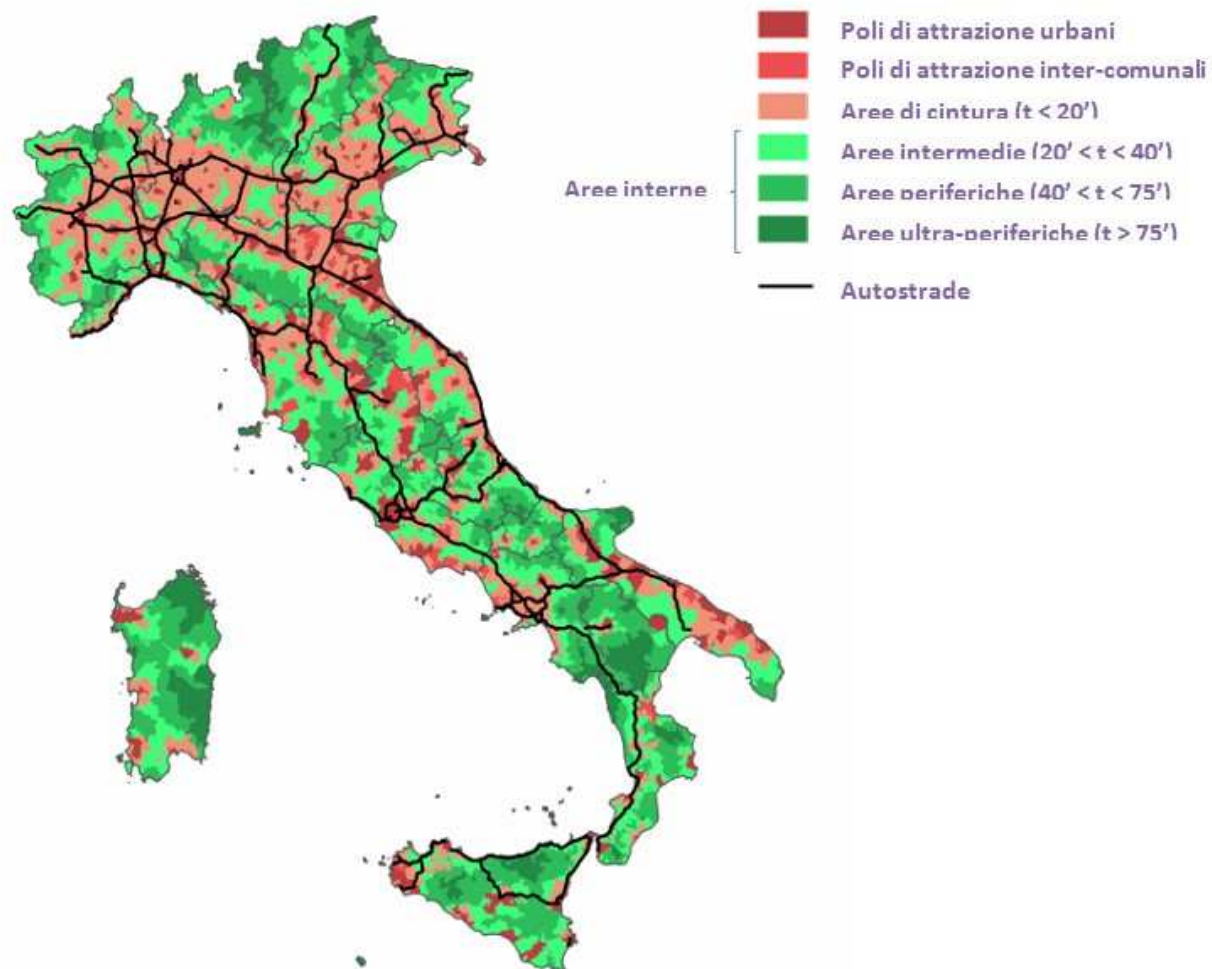 Poli di attrazione urbani
Poli di attrazione inter-comunali
Aree di cintura (t < 20')
Aree intermedie (20' < t < 40')
Aree interne
Aree periferiche (40' < t < 75')
Aree ultra-periferiche (t > 75')
Autostrade